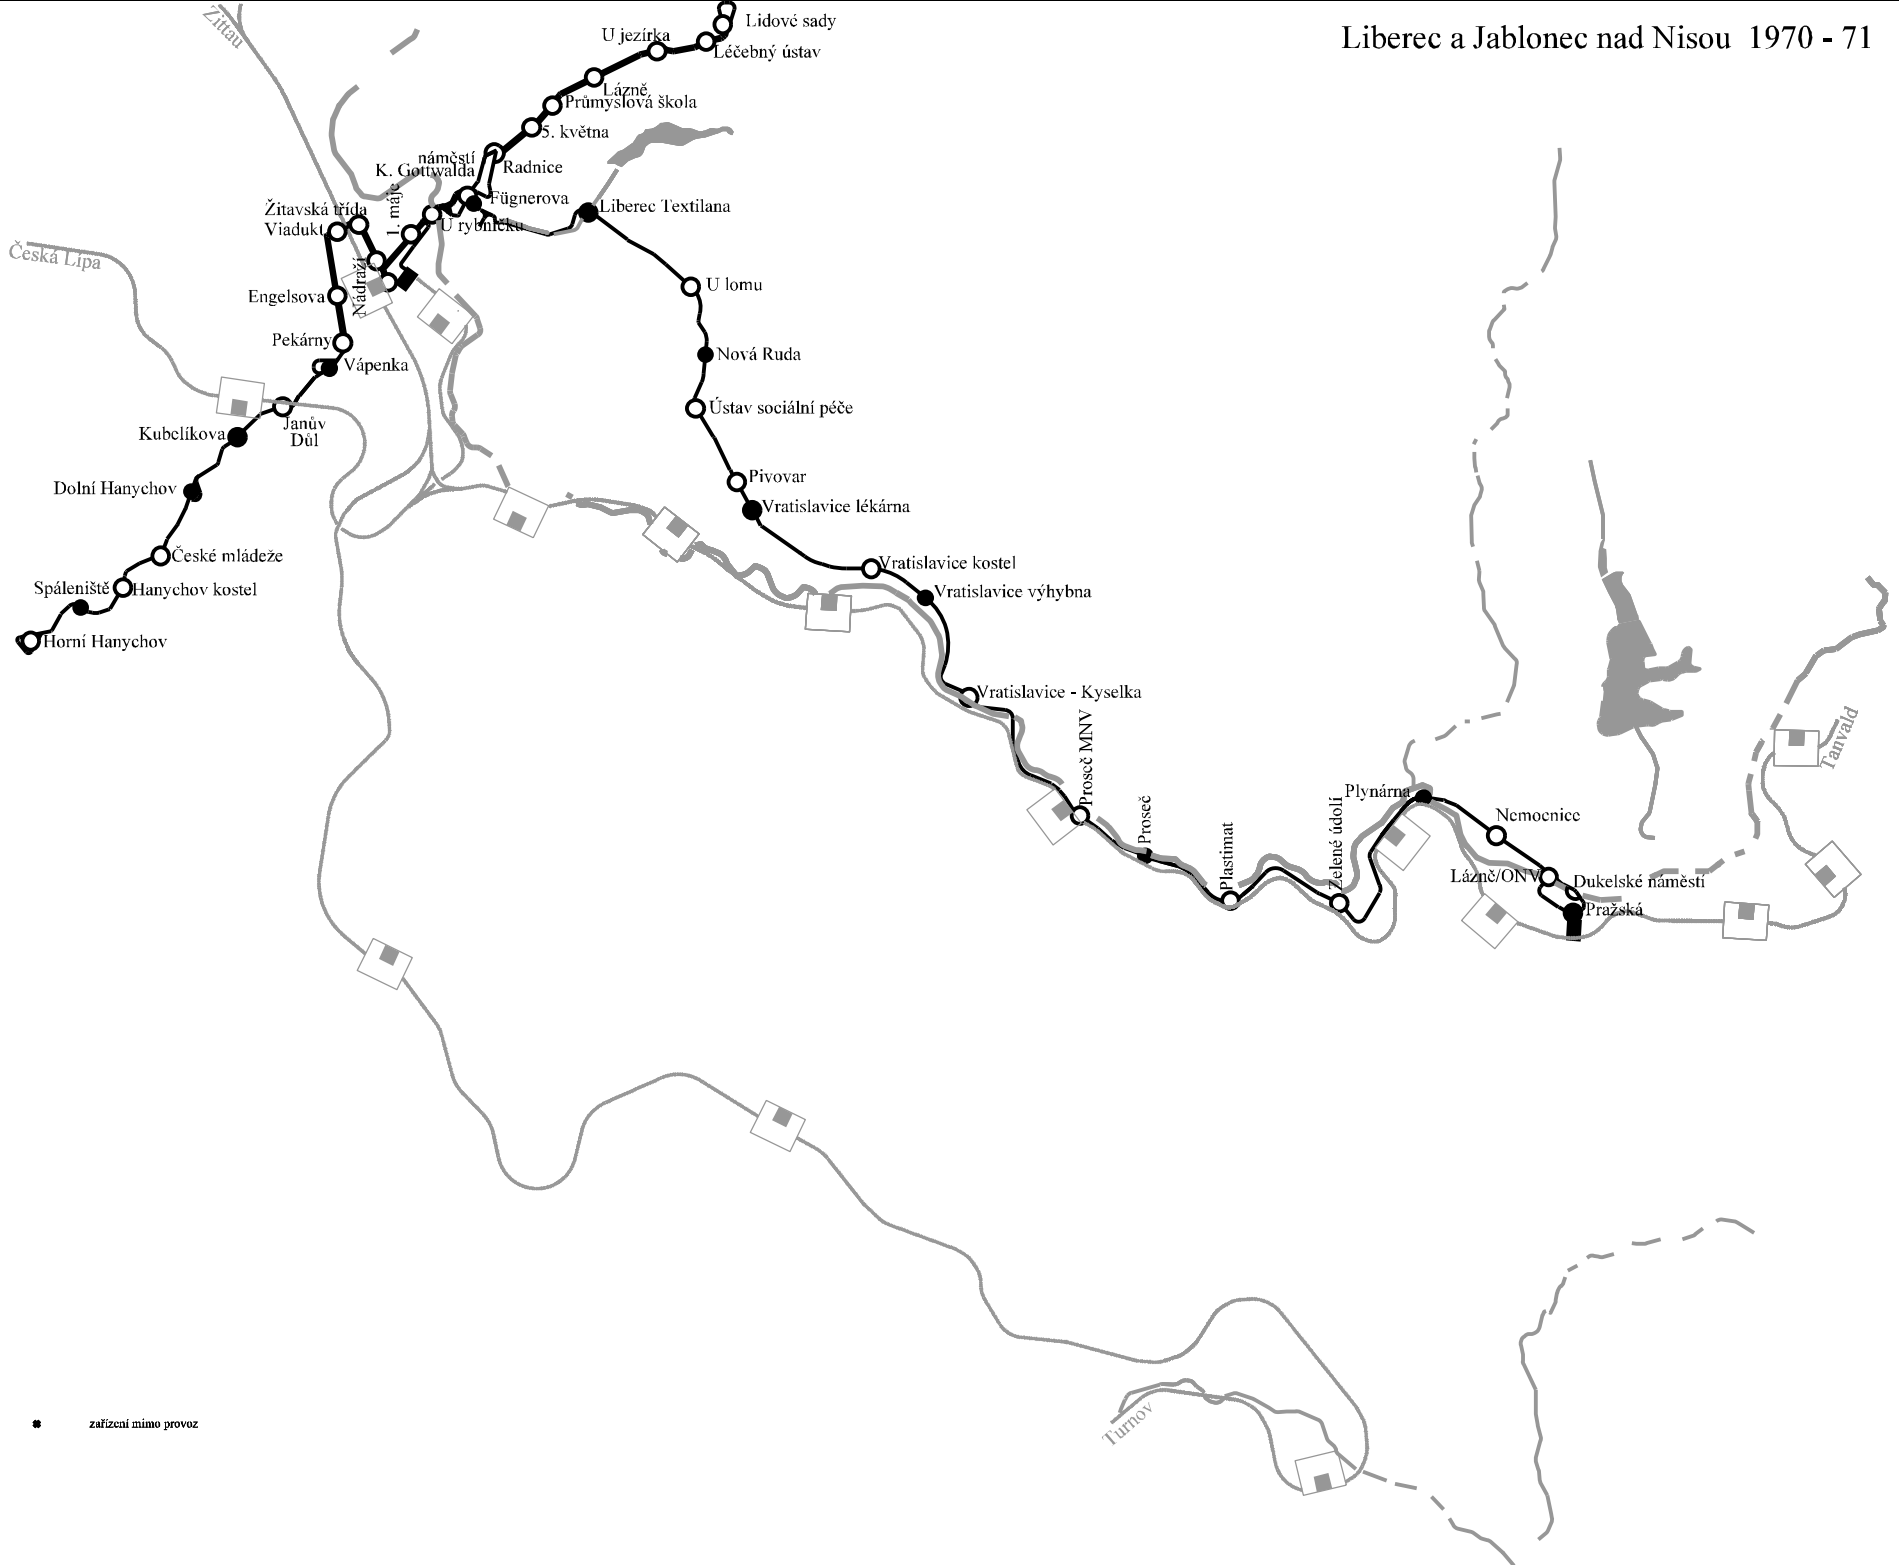 Liberec a Jablonec nad Nisou 1970 - 71
Zittau
Lidové sady
U jezírka
Léčebný ústav
Lázně
Průmyslová škola
5. května
náměstí
K. Gottwalda
Radnice
1. máje
Fügnerova
Žitavská třída
Viadukt
U rybníčku
Liberec Textilana
Česká Lípa
Nádraží
Engelsova
U lomu
Pekárny
Vápenka
Nová Ruda
Janův
Důl
Ústav sociální péče
Kubelíkova
Dolní Hanychov
Pivovar
Vratislavice lékárna
České mládeže
Vratislavice kostel
Spáleniště
Hanychov kostel
Vratislavice výhybna
Horní Hanychov
Vratislavice - Kyselka
Proseč MNV
Tanvald
Proseč
Plastimat
Zelené údolí
Plynárna
Nemocnice
Lázně/ONV
Dukelské náměstí
Pražská
Turnov
zařízení mimo provoz